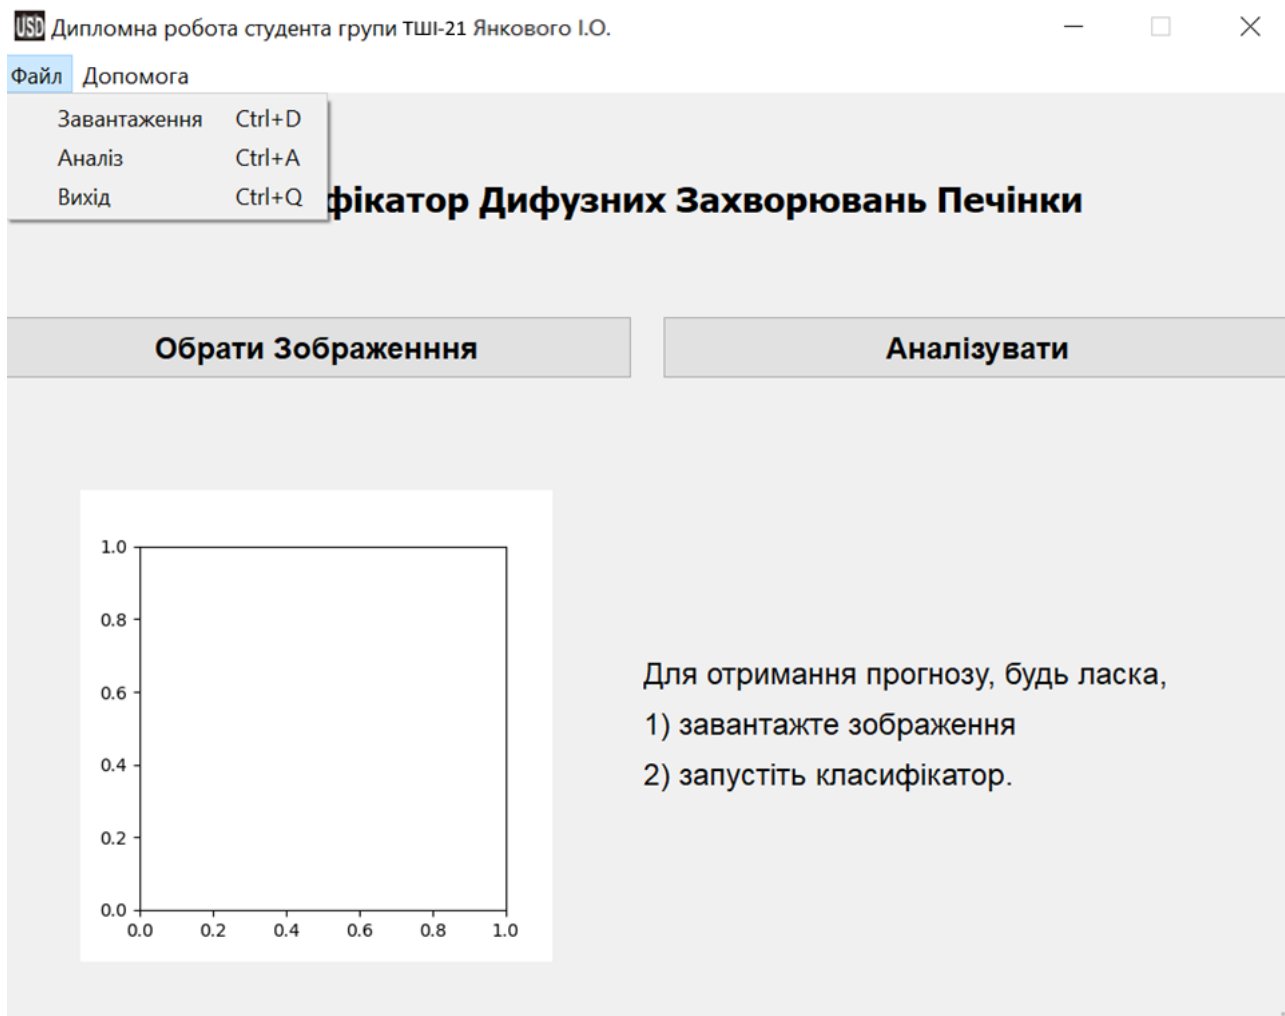 USD Дипломна робота студента групи ТШІ-21 Янкового І.О.
Файл Допомога
Завантаження Ctrl+D
Аналіз Ctrl+A
Вихід Ctrl+Q
фікатор Дифузних Захворювань Печінки
Обрати Зображенння
Аналізувати
1.0
0.8
0.6
0.4
0.2
0.0
0.0 0.2 0.4 0.6 0.8 1.0
Для отримання прогнозу, будь ласка,
1) завантажте зображення
2) запустіть класифікатор.